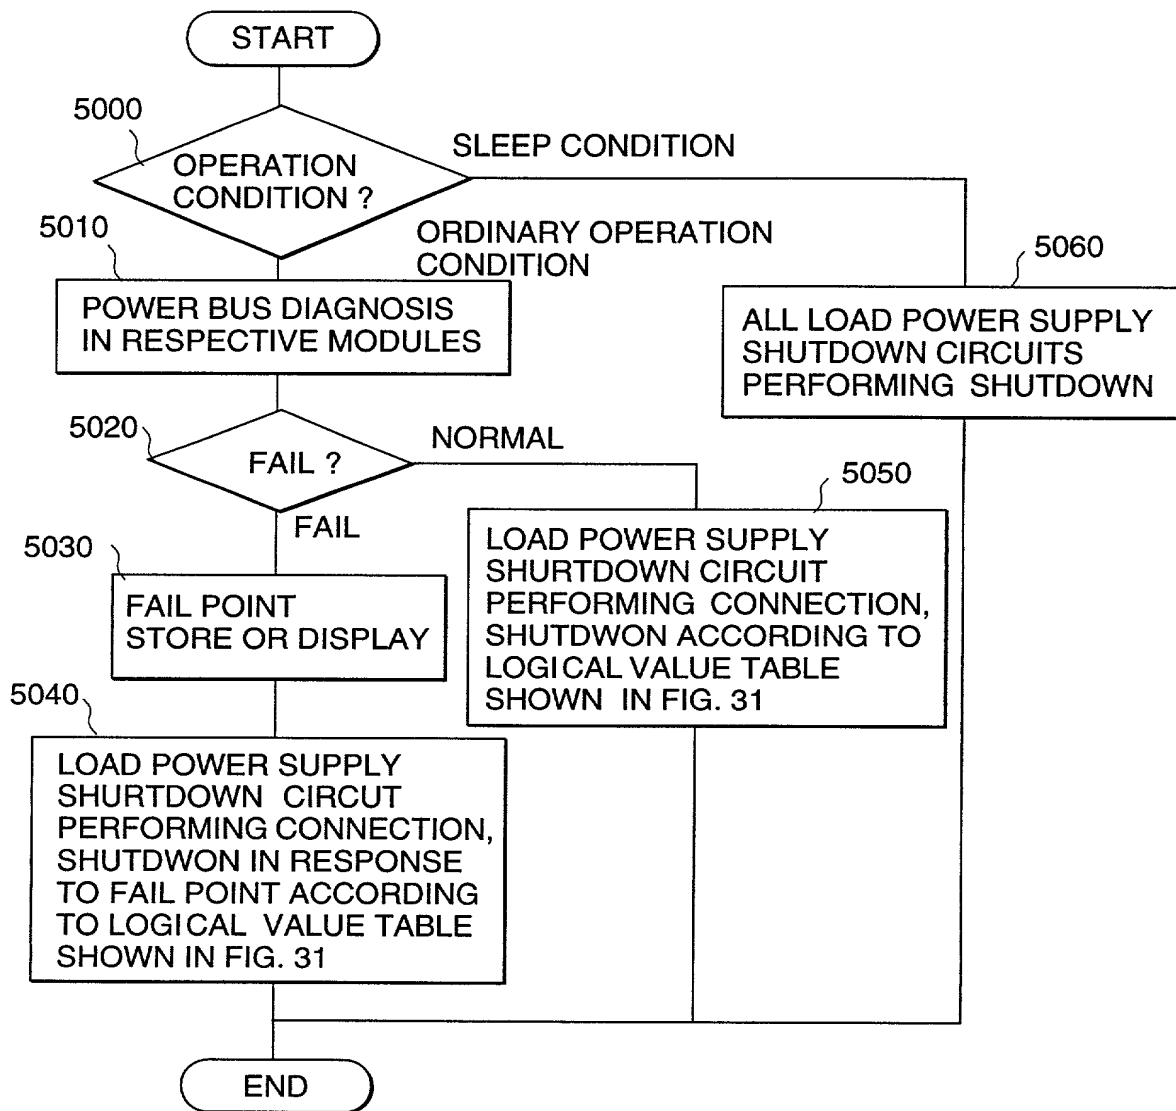 START
5000
OPERATION
CONDITION ?
SLEEP CONDITION
ORDINARY OPERATION
CONDITION
5010
POWER BUS DIAGNOSIS
IN RESPECTIVE MODULES
5060
ALL LOAD POWER SUPPLY
SHUTDOWN CIRCUITS
PERFORMING SHUTDOWN
5020
FAIL ?
NORMAL
FAIL
5050
LOAD POWER SUPPLY
SHURTDOWN CIRCUIT
PERFORMING CONNECTION,
SHUTDWON ACCORDING TO
LOGICAL VALUE TABLE
SHOWN IN FIG. 31
5030
FAIL POINT
STORE OR DISPLAY
5040
LOAD POWER SUPPLY
SHURTDOWN CIRCUT
PERFORMING CONNECTION,
SHUTDWON IN RESPONSE
TO FAIL POINT ACCORDING
TO LOGICAL VALUE TABLE
SHOWN IN FIG. 31
END